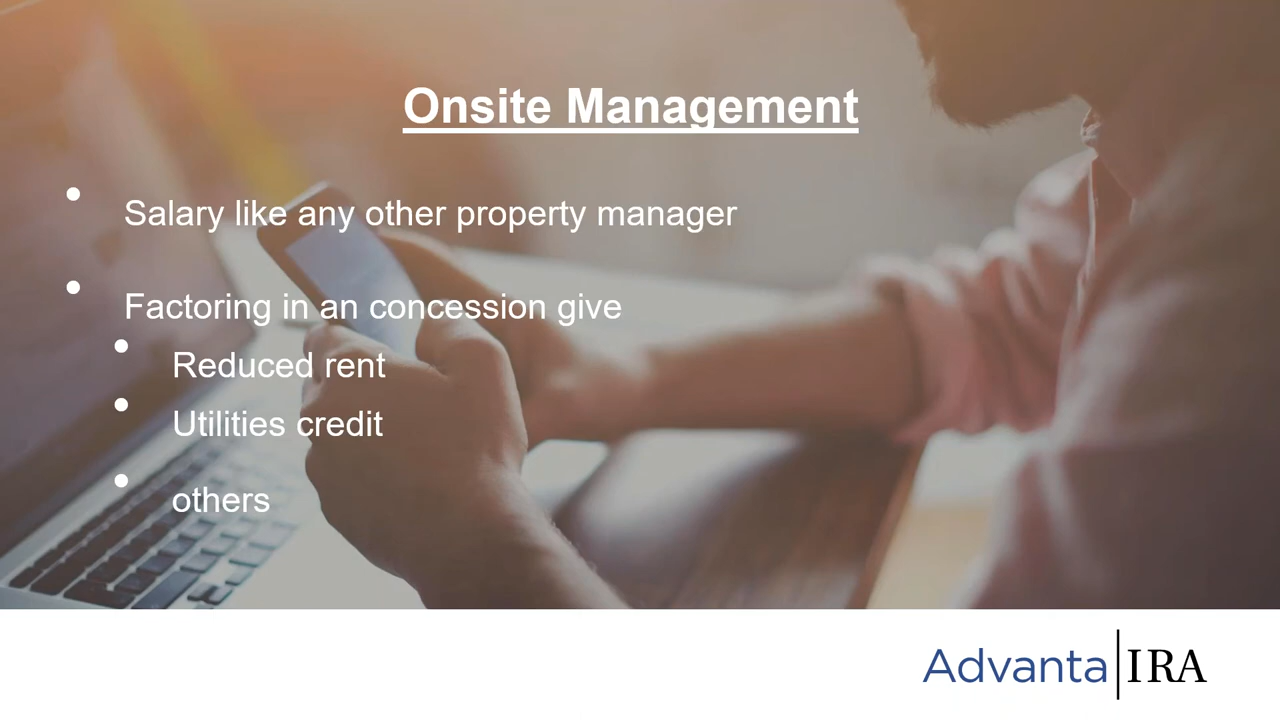 Onsite Management
• Salary like any other property manager
• Factoring in an concession give
• Reduced rent
• Utilities credit
• others
Advanta|IRA